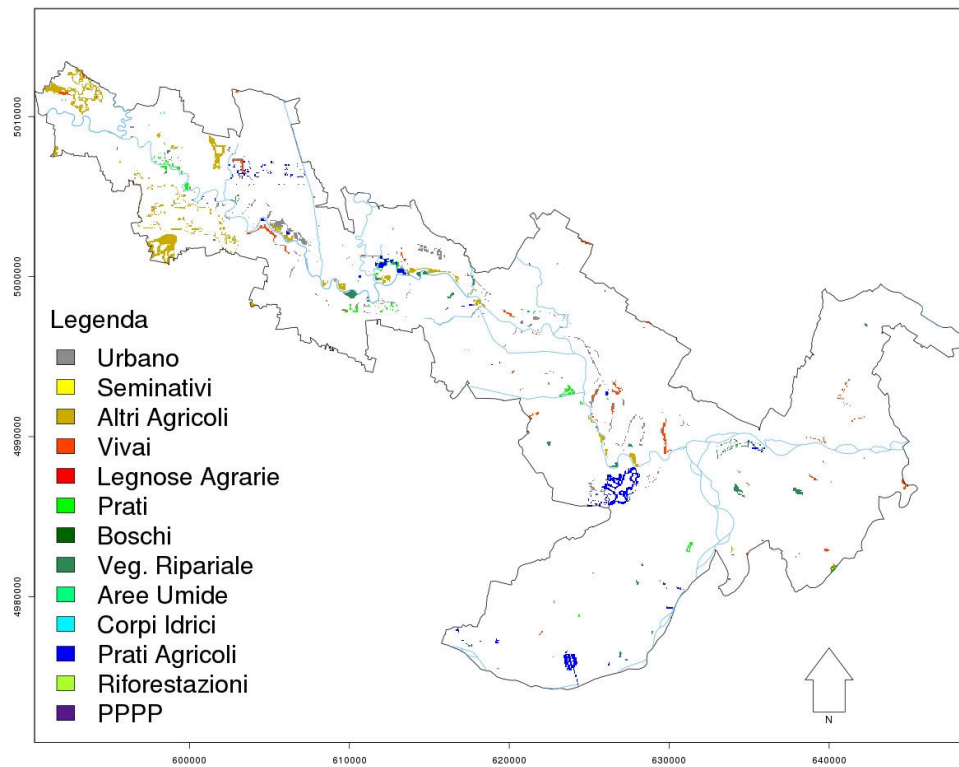 5010000
5000000
4990000
4980000
Legenda
Urbano
Seminativi
Altri Agricoli
Vivai
Legnose Agrarie
Prati
Boschi
Veg. Ripariale
Aree Umide
Corpi Idrici
Prati Agricoli
Riforestazioni
PPPP
N
600000
610000
620000
630000
640000